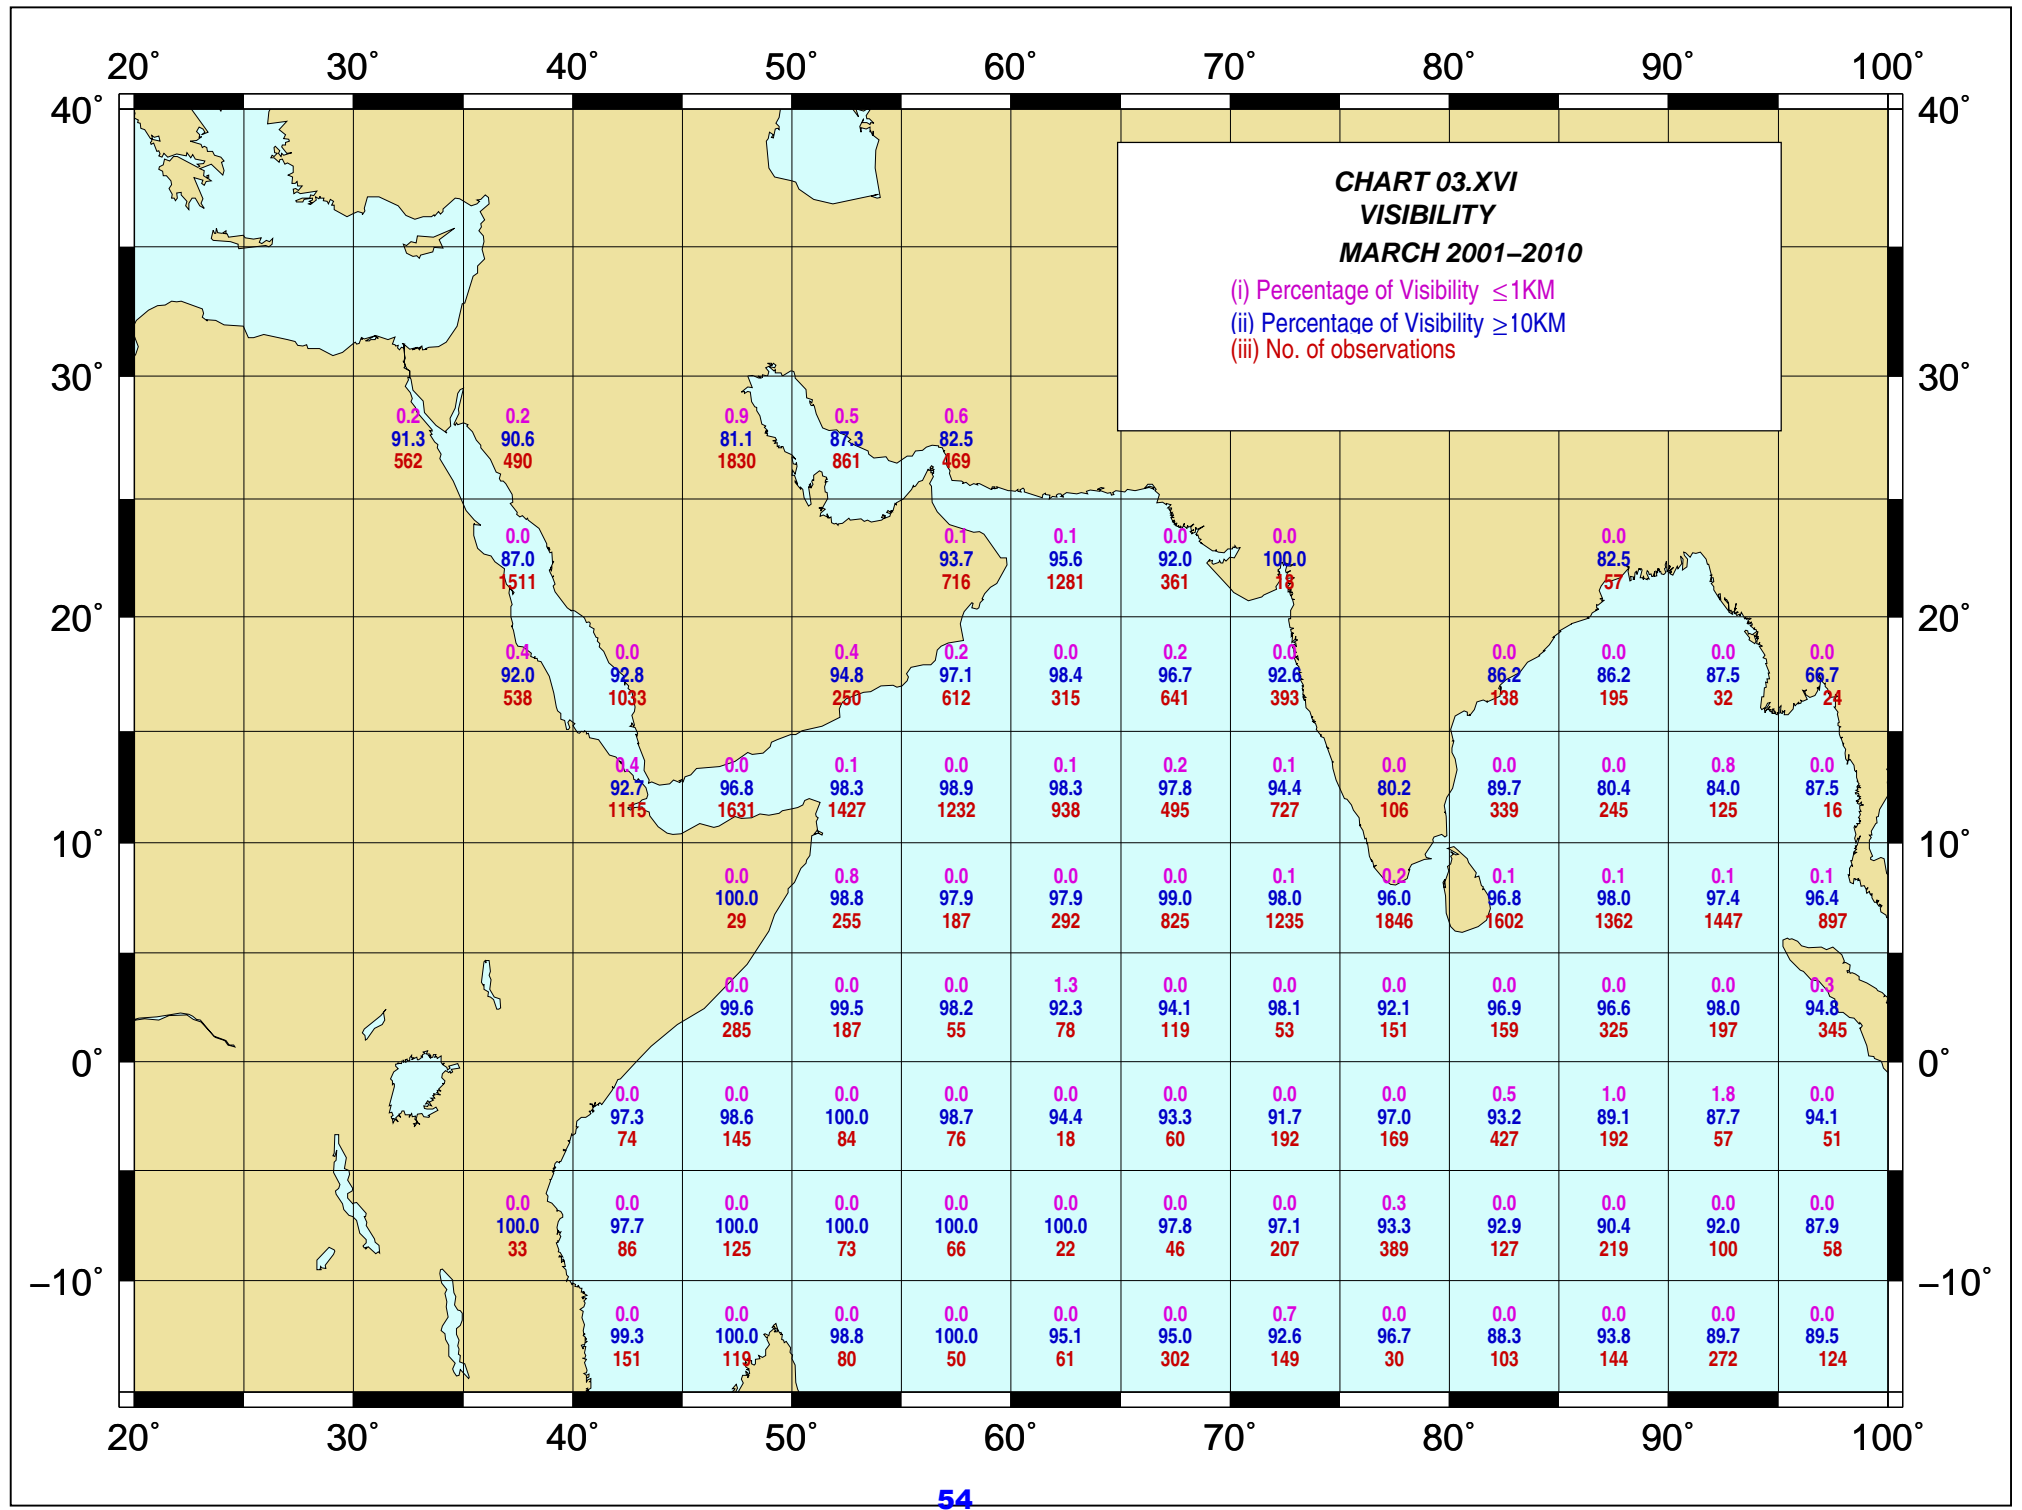 20° 30° 40° 50° 60° 70° 80° 90° 100°
40° 40°
CHART 03.XVI
VISIBILITY
MARCH 2001–2010
(i) Percentage of Visibility ≤1KM
(ii) Percentage of Visibility ≥10KM
(iii) No. of observations
30° 30°
0.2 0.2 0.9 0.5 0.6
91.3 90.6 81.1 87.3 82.5
562 490 1830 861 469
0.0 0.1 0.1 0.0 0.0 0.0
87.0 93.7 95.6 92.0 100.0 82.5
1511 716 1281 361 18 57
20° 20°
0.4 0.0 0.4 0.2 0.0 0.2 0.0 0.0 0.0 0.0 0.0
92.0 92.8 94.8 97.1 98.4 96.7 92.6 86.2 86.2 87.5 66.7
538 1033 250 612 315 641 393 138 195 32 24
0.4 0.0 0.1 0.0 0.1 0.2 0.1 0.0 0.0 0.0 0.8 0.0
92.7 96.8 98.3 98.9 98.3 97.8 94.4 80.2 89.7 80.4 84.0 87.5
1115 1631 1427 1232 938 495 727 106 339 245 125 16
10° 10°
0.0 0.8 0.0 0.0 0.0 0.1 0.2 0.1 0.1 0.1 0.1
100.0 98.8 97.9 97.9 99.0 98.0 96.0 96.8 98.0 97.4 96.4
29 255 187 292 825 1235 1846 1602 1362 1447 897
0.0 0.0 0.0 1.3 0.0 0.0 0.0 0.0 0.0 0.0 0.3
99.6 99.5 98.2 92.3 94.1 98.1 92.1 96.9 96.6 98.0 94.8
285 187 55 78 119 53 151 159 325 197 345
0° 0°
0.0 0.0 0.0 0.0 0.0 0.0 0.0 0.0 0.5 1.0 1.8 0.0
97.3 98.6 100.0 98.7 94.4 93.3 91.7 97.0 93.2 89.1 87.7 94.1
74 145 84 76 18 60 192 169 427 192 57 51
0.0 0.0 0.0 0.0 0.0 0.0 0.0 0.0 0.3 0.0 0.0 0.0 0.0
100.0 97.7 100.0 100.0 100.0 100.0 97.8 97.1 93.3 92.9 90.4 92.0 87.9
33 86 125 73 66 22 46 207 389 127 219 100 58
–10° –10°
0.0 0.0 0.0 0.0 0.0 0.0 0.7 0.0 0.0 0.0 0.0 0.0
99.3 100.0 98.8 100.0 95.1 95.0 92.6 96.7 88.3 93.8 89.7 89.5
151 119 80 50 61 302 149 30 103 144 272 124
20° 30° 40° 50° 60° 70° 80° 90° 100°
54